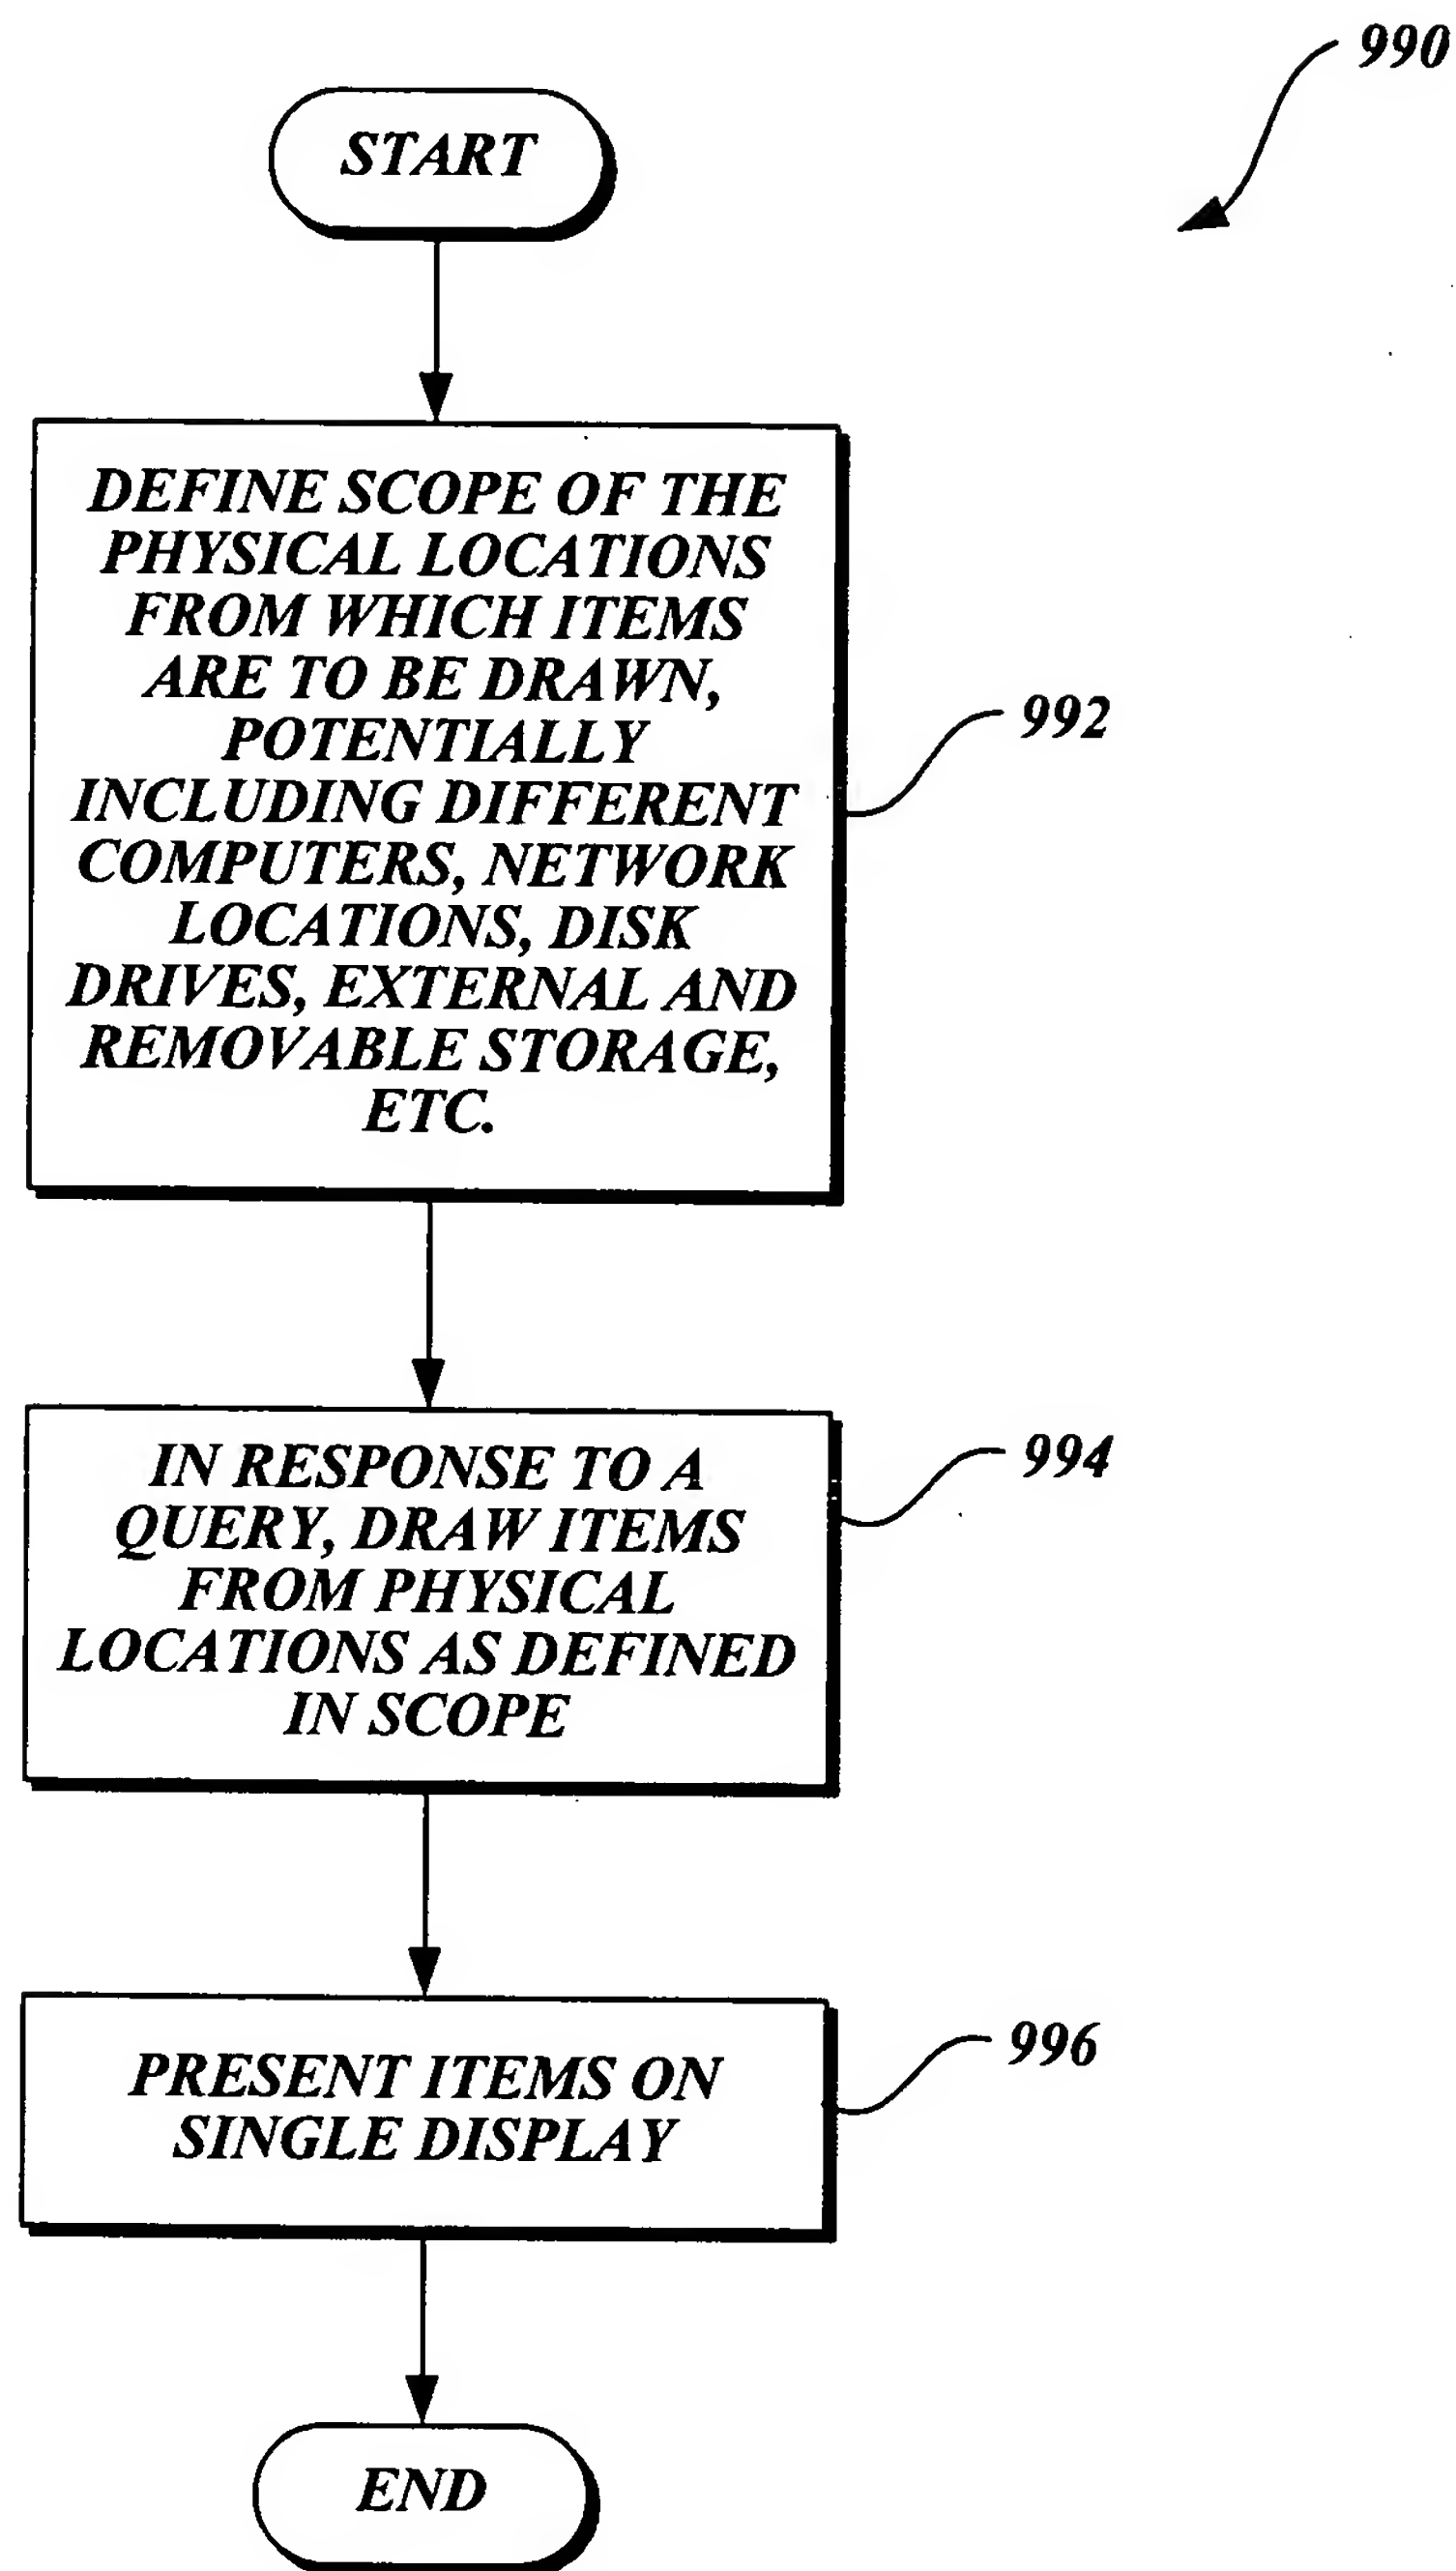 990
START
DEFINE SCOPE OF THE
PHYSICAL LOCATIONS
FROM WHICH ITEMS
ARE TO BE DRAWN,
POTENTIALLY
INCLUDING DIFFERENT
COMPUTERS, NETWORK
LOCATIONS, DISK
DRIVES, EXTERNAL AND
REMOVABLE STORAGE,
ETC.
992
IN RESPONSE TO A
QUERY, DRAW ITEMS
FROM PHYSICAL
LOCATIONS AS DEFINED
IN SCOPE
994
PRESENT ITEMS ON
SINGLE DISPLAY
996
END